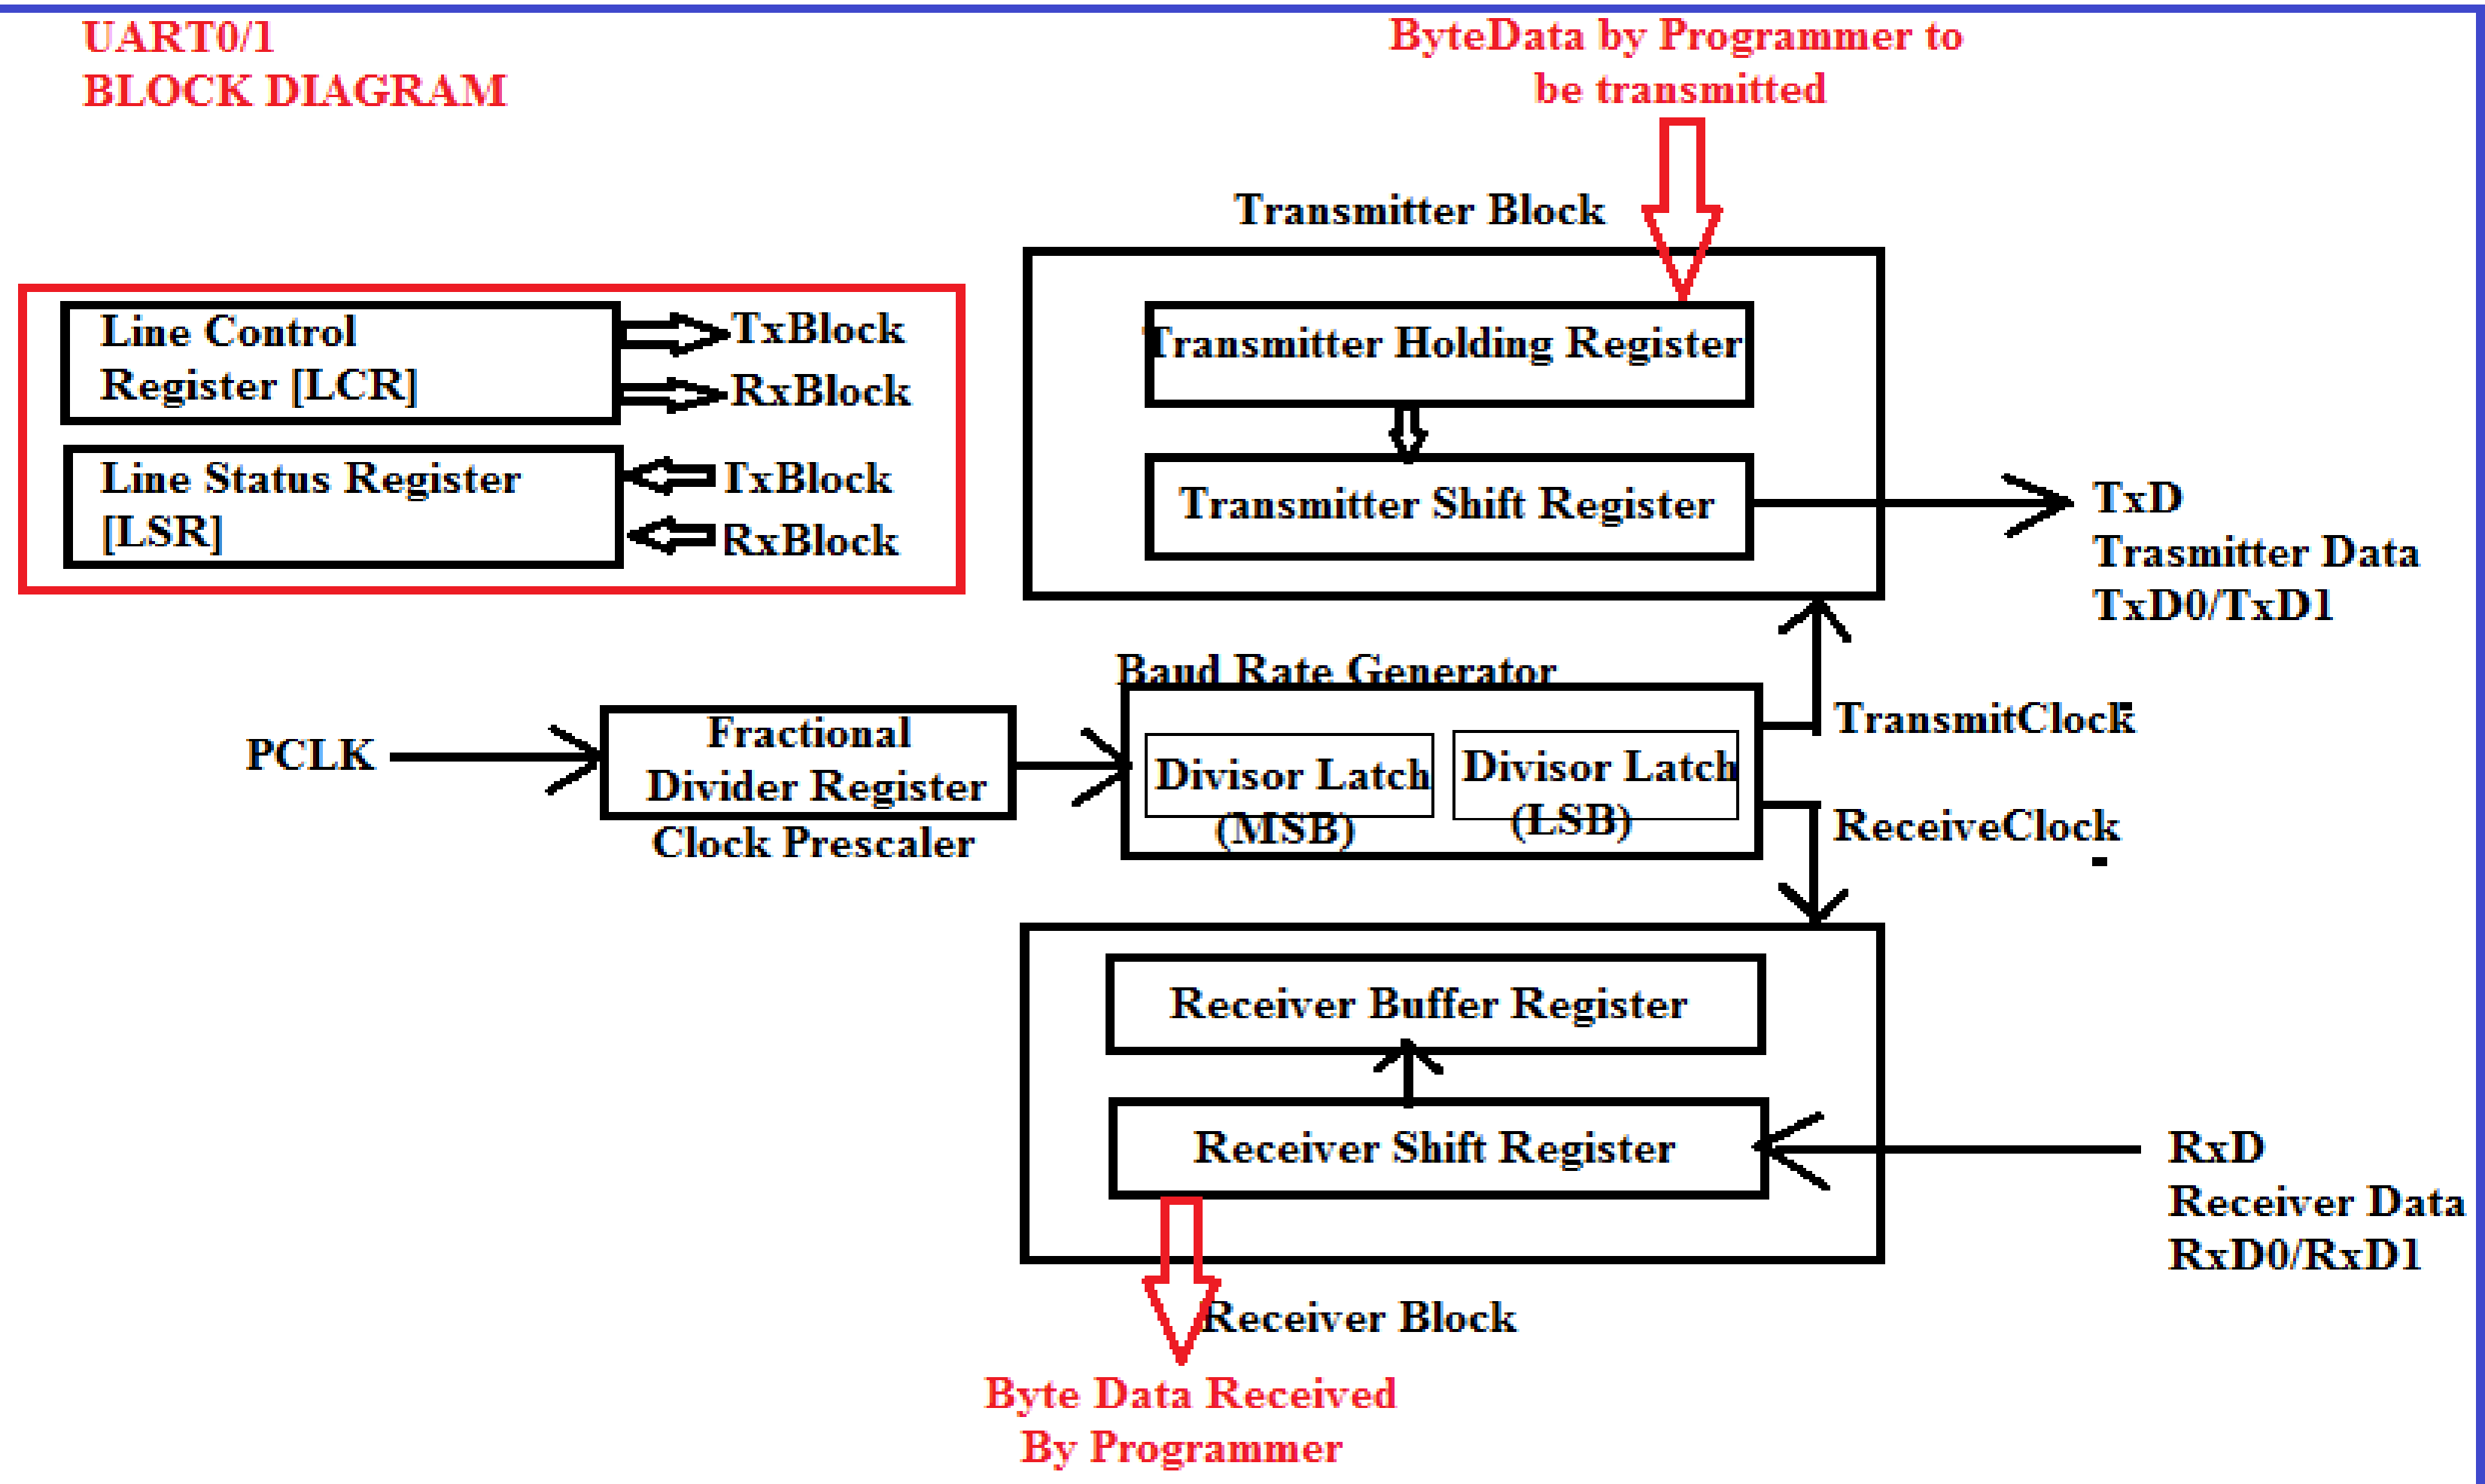 UART0/1
BLOCK DIAGRAM
ByteData by Programmer to
be transmitted
Transmitter Block
Line Control
Register [LCR]
TxBlock
RxBlock
Line Status Register
[LSR]
TxBlock
RxBlock
Transmitter Holding Register
Transmitter Shift Register
TxD
Trasmitter Data
TxD0/TxD1
Baud Rate Generator
PCLK
Fractional
Divider Register
Clock Prescaler
Divisor Latch
(MSB)
Divisor Latch
(LSB)
TransmitClock
ReceiveClock
Receiver Buffer Register
Receiver Shift Register
RxD
Receiver Data
RxD0/RxD1
Receiver Block
Byte Data Received
By Programmer